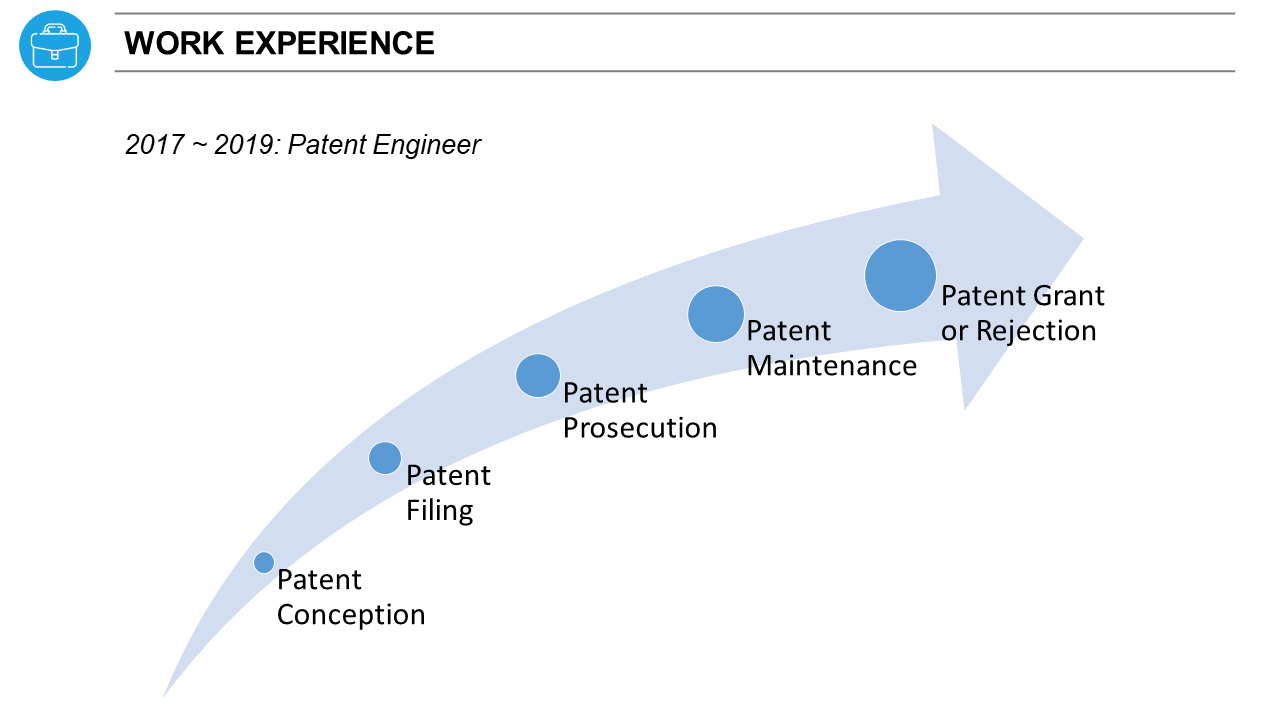 WORK EXPERIENCE
2017 ~ 2019: Patent Engineer
Patent Grant
or Rejection
Patent
Maintenance
Patent
Prosecution
Patent
Filing
Patent
Conception